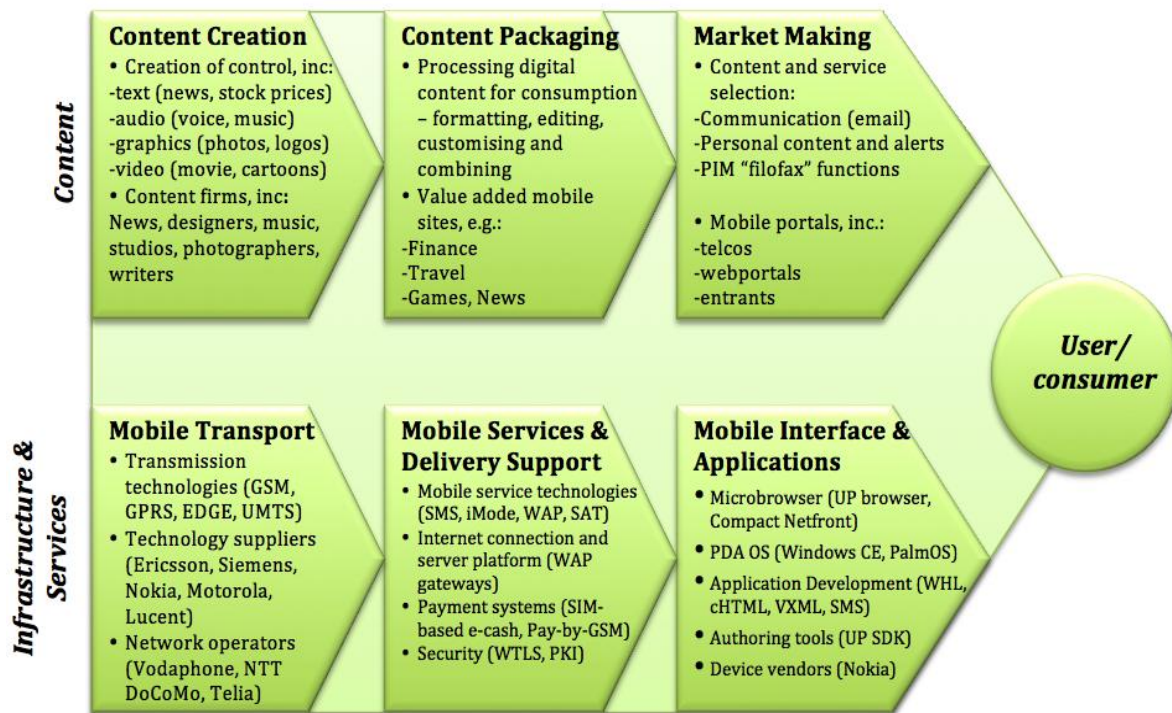 Content
Content Creation
• Creation of control, inc:
-text (news, stock prices)
-audio (voice, music)
-graphics (photos, logos)
-video (movie, cartoons)
• Content firms, inc:
News, designers, music,
studios, photographers,
writers
Content Packaging
• Processing digital
content for consumption
– formatting, editing,
customising and
combining
• Value added mobile
sites, e.g.:
-Finance
-Travel
-Games, News
Market Making
• Content and service
selection:
-Communication (email)
-Personal content and alerts
-PIM “filofax” functions
• Mobile portals, inc.:
-telcos
-webportals
-entrants
User/
consumer
Infrastructure &
Services
Mobile Transport
• Transmission
technologies (GSM,
GPRS, EDGE, UMTS)
• Technology suppliers
(Ericsson, Siemens,
Nokia, Motorola,
Lucent)
• Network operators
(Vodaphone, NTT
DoCoMo, Telia)
Mobile Services &
Delivery Support
• Mobile service technologies
(SMS, iMode, WAP, SAT)
• Internet connection and
server platform (WAP
gateways)
• Payment systems (SIM-
based e-cash, Pay-by-GSM)
• Security (WTLS, PKI)
Mobile Interface &
Applications
• Microbrowser (UP browser,
Compact Netfront)
• PDA OS (Windows CE, PalmOS)
• Application Development (WHL,
cHTML, VXML, SMS)
• Authoring tools (UP SDK)
• Device vendors (Nokia)